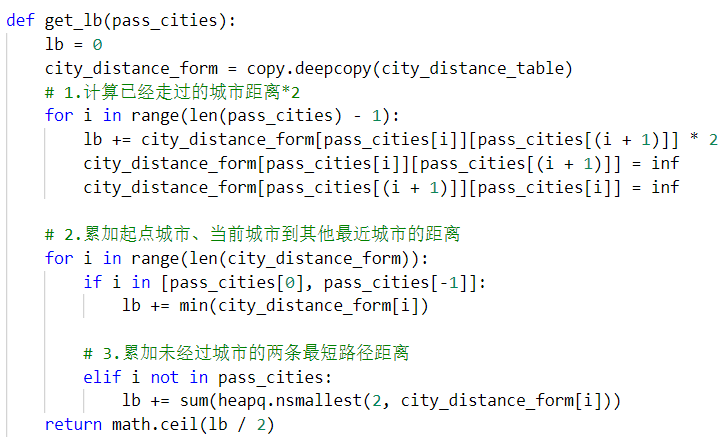 def get_lb(pass_cities):
    lb = 0
    city_distance_form = copy.deepcopy(city_distance_table)
    # 1.计算已经走过的城市距离*2
    for i in range(len(pass_cities) - 1):
        lb += city_distance_form[pass_cities[i]][pass_cities[(i + 1)]] * 2
        city_distance_form[pass_cities[i]][pass_cities[(i + 1)]] = inf
        city_distance_form[pass_cities[(i + 1)]][pass_cities[i]] = inf

    # 2.累加起点城市、当前城市到其他最近城市的距离
    for i in range(len(city_distance_form)):
        if i in [pass_cities[0], pass_cities[-1]]:
            lb += min(city_distance_form[i])

        # 3.累加未经过城市的两条最短路径距离
        elif i not in pass_cities:
            lb += sum(heapq.nsmallest(2, city_distance_form[i]))
    return math.ceil(lb / 2)